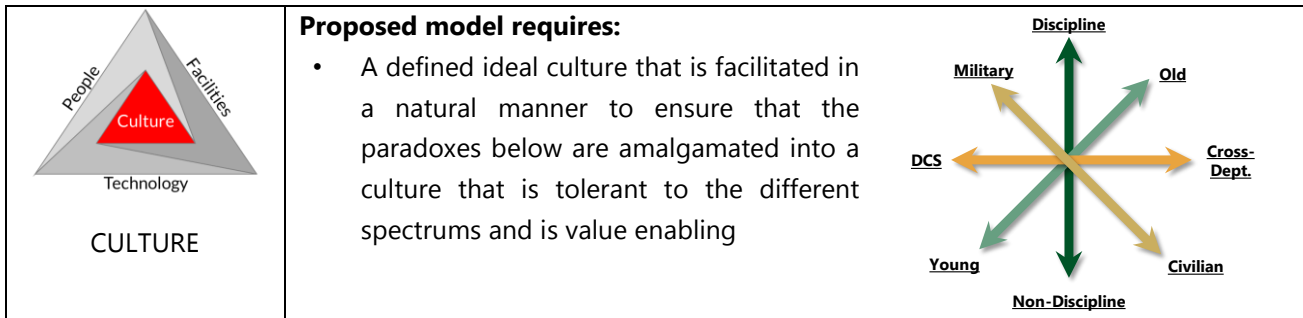 People
Facilities
Culture
Technology
CULTURE
Proposed model requires:
• A defined ideal culture that is facilitated in
a natural manner to ensure that the
paradoxes below are amalgamated into a
culture that is tolerant to the different
spectrums and is value enabling
Discipline
Military
Old
DCS
Cross-
Dept.
Young
Civilian
Non-Discipline